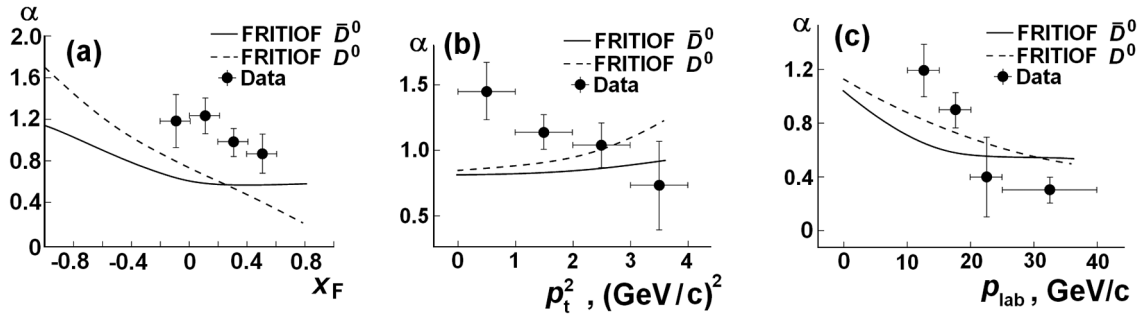 α
(a)
FRITIOF D̄⁰
FRITIOF D⁰
Data
2.0
1.6
1.2
0.8
0.4
0
-0.8 -0.4 0 0.4 0.8
x_F
α
(b)
FRITIOF D̄⁰
FRITIOF D⁰
Data
1.5
1.0
0.5
0 1 2 3 4
p_t^2 , (GeV/c)^2
α
(c)
FRITIOF D̄⁰
FRITIOF D⁰
Data
1.2
0.8
0.4
0
0 10 20 30 40
p_lab , GeV/c